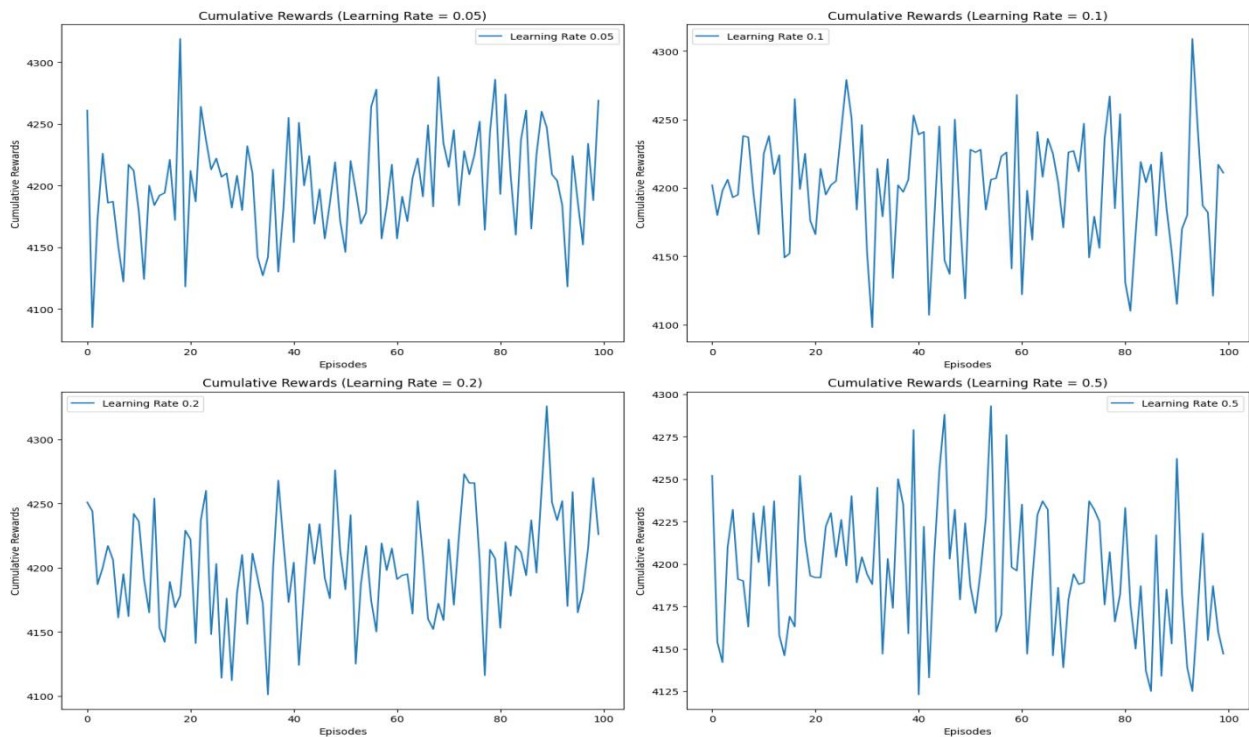 Cumulative Rewards (Learning Rate = 0.05)
Learning Rate 0.05
Cumulative Rewards
4300
4250
4200
4150
4100
0 20 40 60 80 100
Episodes
Cumulative Rewards (Learning Rate = 0.1)
Learning Rate 0.1
Cumulative Rewards
4300
4250
4200
4150
4100
0 20 40 60 80 100
Episodes
Cumulative Rewards (Learning Rate = 0.2)
Learning Rate 0.2
Cumulative Rewards
4300
4250
4200
4150
4100
0 20 40 60 80 100
Episodes
Cumulative Rewards (Learning Rate = 0.5)
Learning Rate 0.5
Cumulative Rewards
4300
4275
4250
4225
4200
4175
4150
4125
0 20 40 60 80 100
Episodes